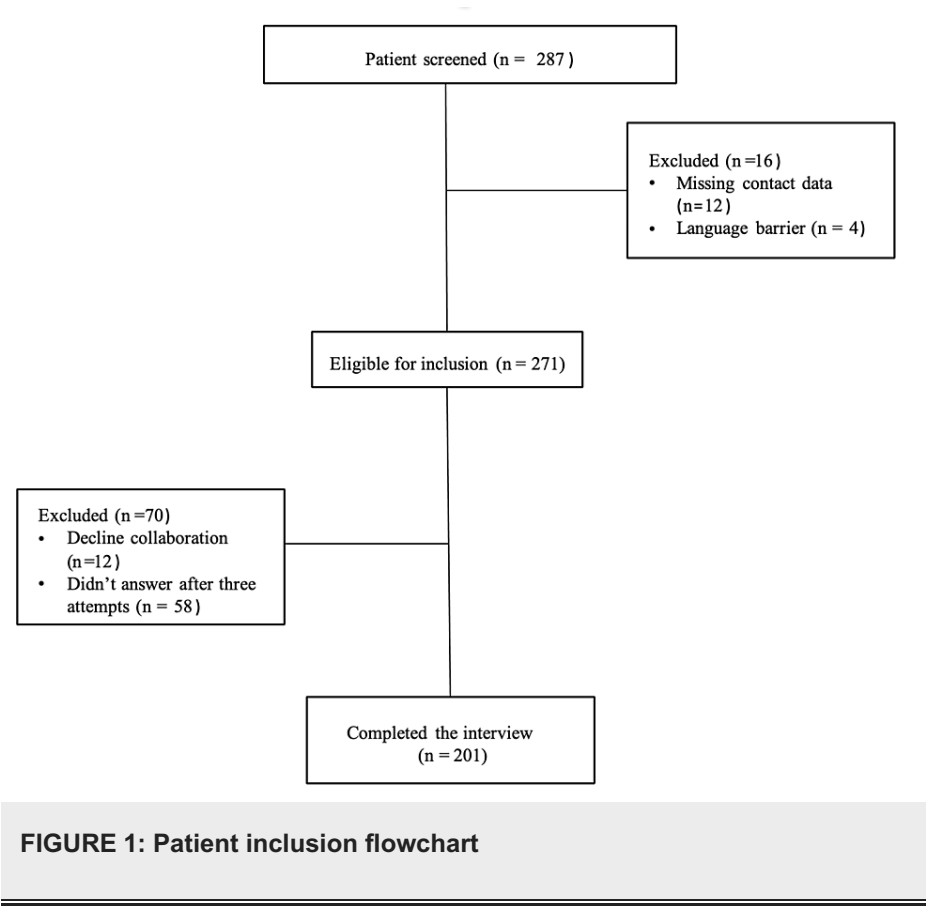 Patient screened (n = 287)
Excluded (n =16)
• Missing contact data
(n=12)
• Language barrier (n = 4)
Eligible for inclusion (n = 271)
Excluded (n =70)
• Decline collaboration
(n=12)
• Didn't answer after three
attempts (n = 58)
Completed the interview
(n = 201)
FIGURE 1: Patient inclusion flowchart